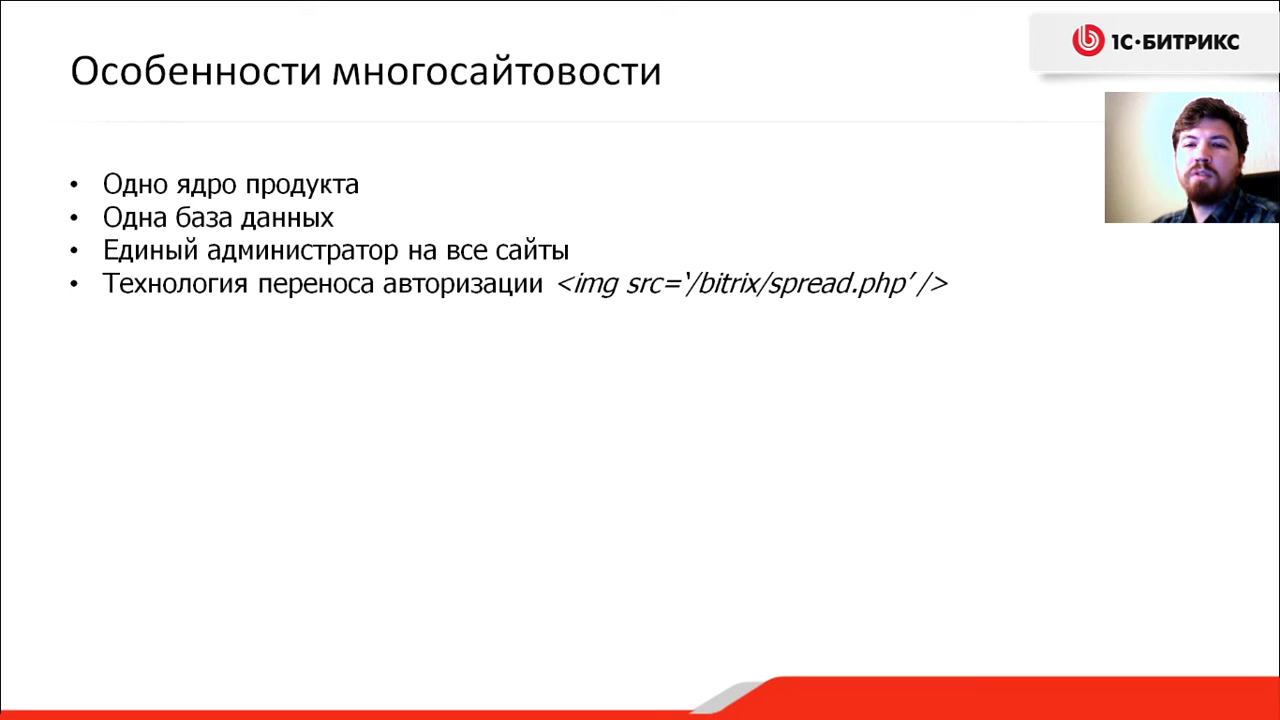 Особенности многосайтовости
1С·БИТРИКС
• Одно ядро продукта
• Одна база данных
• Единый администратор на все сайты
• Технология переноса авторизации <img src=‘/bitrix/spread.php’ />